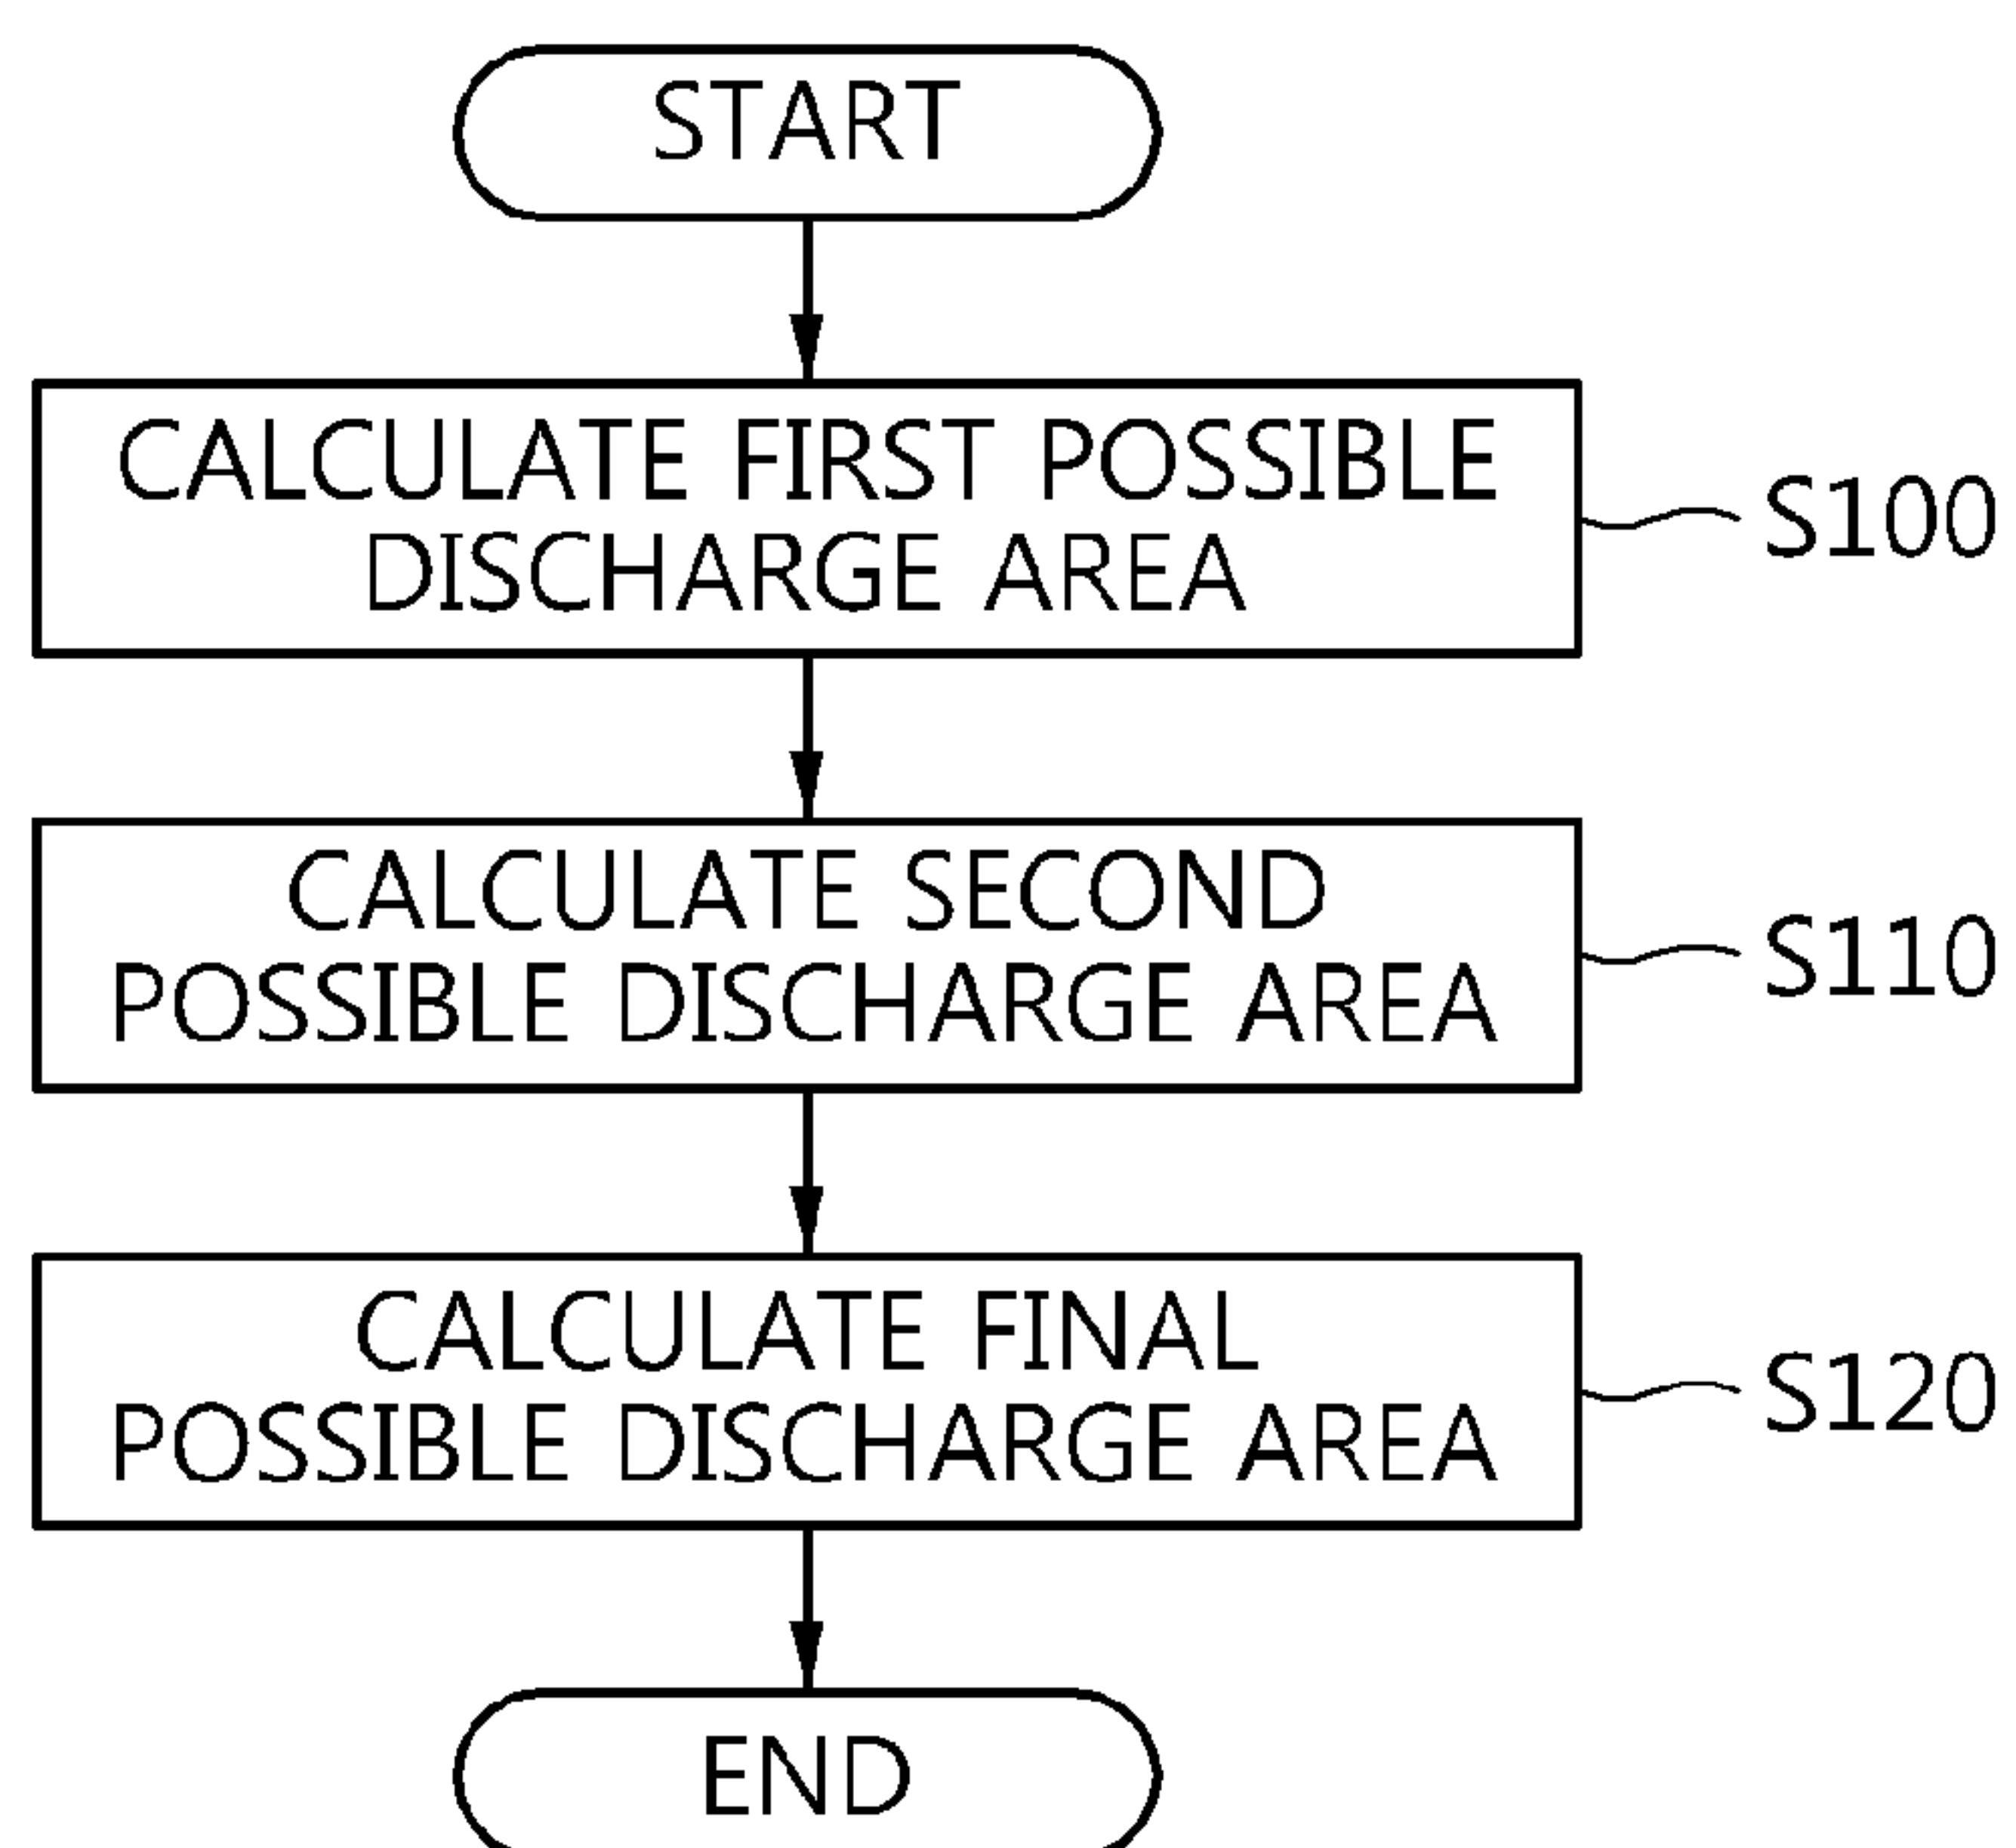 START
CALCULATE FIRST POSSIBLE
DISCHARGE AREA
S100
CALCULATE SECOND
POSSIBLE DISCHARGE AREA
S110
CALCULATE FINAL
POSSIBLE DISCHARGE AREA
S120
END